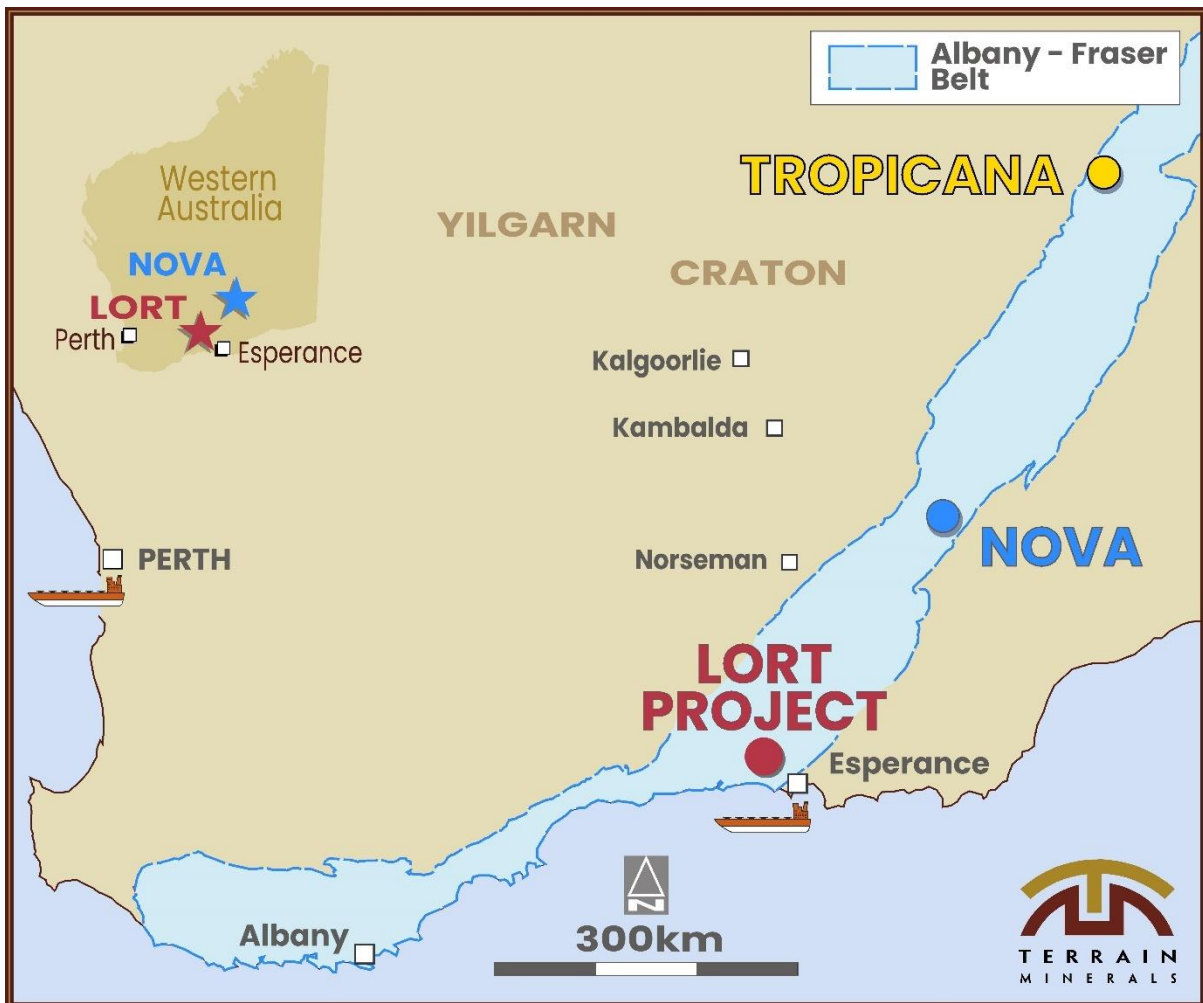 Albany - Fraser
Belt
TROPICANA
Western
Australia
YILGARN
NOVA
CRATON
LORT
Perth
Esperance
Kalgoorlie
Kambalda
NOVA
PERTH
Norseman
LORT
PROJECT
Esperance
N
Albany
300km
TERRAIN
MINERALS